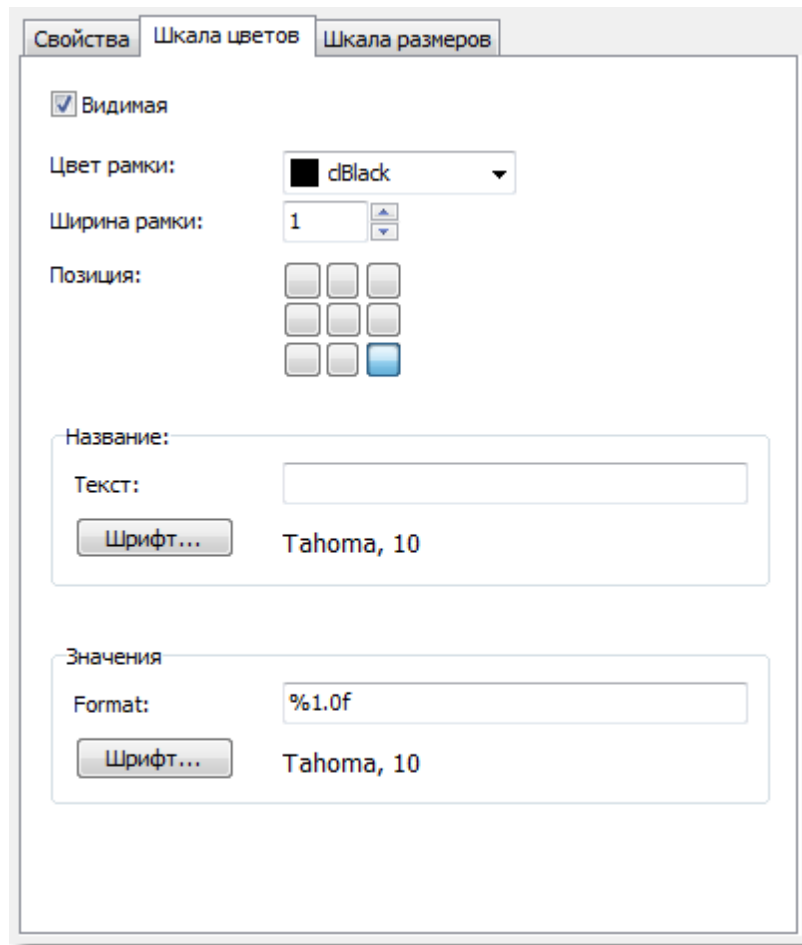 Свойства Шкала цветов Шкала размеров
Видимая
Цвет рамки: clBlack
Ширина рамки: 1
Позиция:
Название:
Текст:
Шрифт... Tahoma, 10
Значения
Format: %1.0f
Шрифт... Tahoma, 10